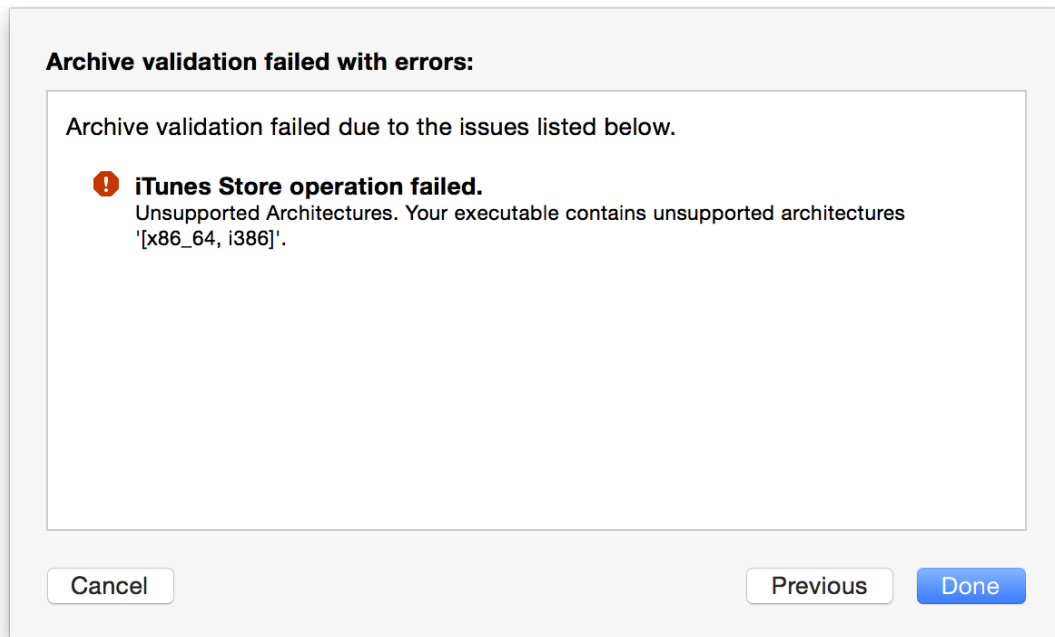 Archive validation failed with errors:
Archive validation failed due to the issues listed below.
iTunes Store operation failed.
Unsupported Architectures. Your executable contains unsupported architectures
'[x86_64, i386]'.
Cancel
Previous
Done